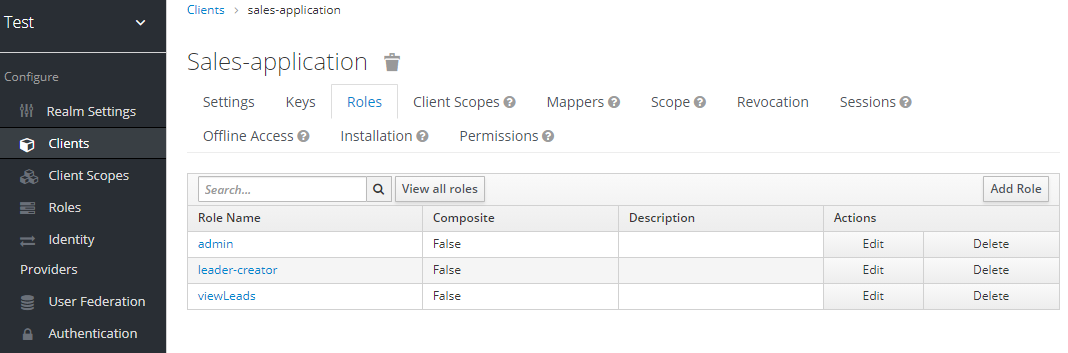 Test
Configure
Realm Settings
Clients
Client Scopes
Roles
Identity
Providers
User Federation
Authentication
Clients > sales-application
Sales-application
Settings Keys Roles Client Scopes ? Mappers ? Scope ? Revocation Sessions ?
Offline Access ? Installation ? Permissions ?
Search... View all roles Add Role
Role Name Composite Description Actions
admin False Edit Delete
leader-creator False Edit Delete
viewLeads False Edit Delete